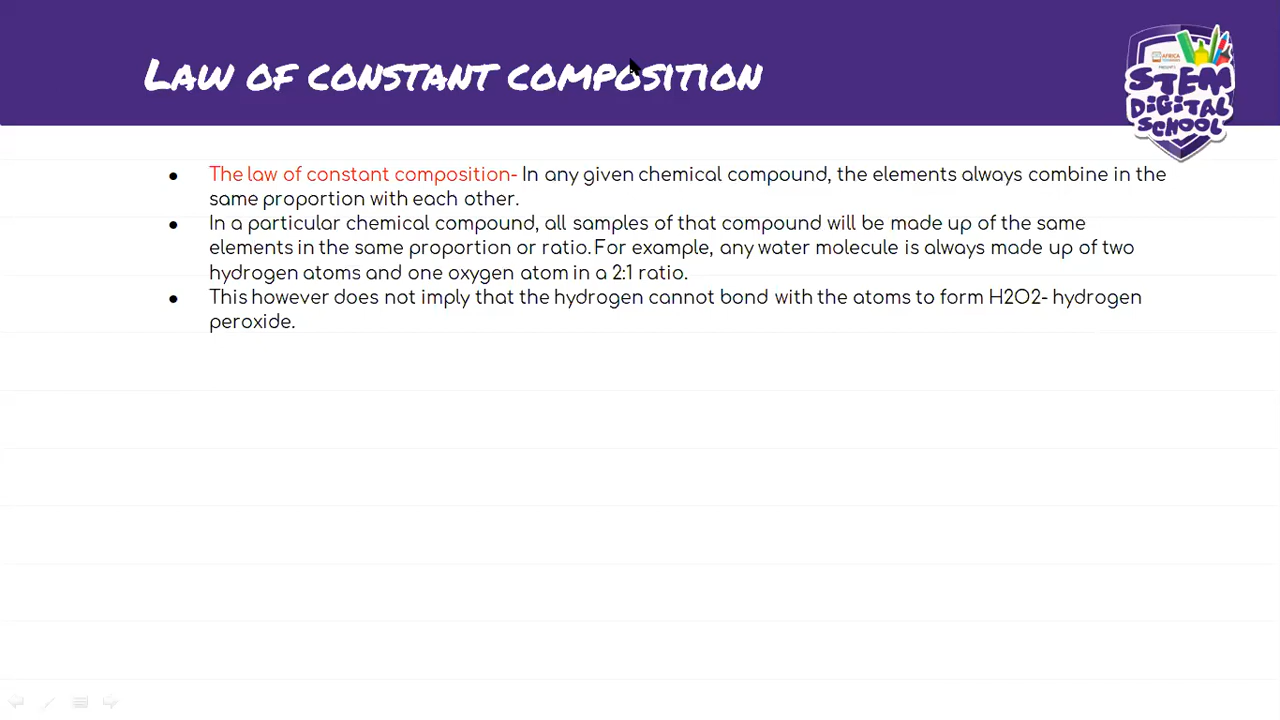 Law of constant composition
AFRICA
STEM
DIGITAL
SCHOOL
● The law of constant composition- In any given chemical compound, the elements always combine in the
same proportion with each other.
● In a particular chemical compound, all samples of that compound will be made up of the same
elements in the same proportion or ratio. For example, any water molecule is always made up of two
hydrogen atoms and one oxygen atom in a 2:1 ratio.
● This however does not imply that the hydrogen cannot bond with the atoms to form H2O2- hydrogen
peroxide.